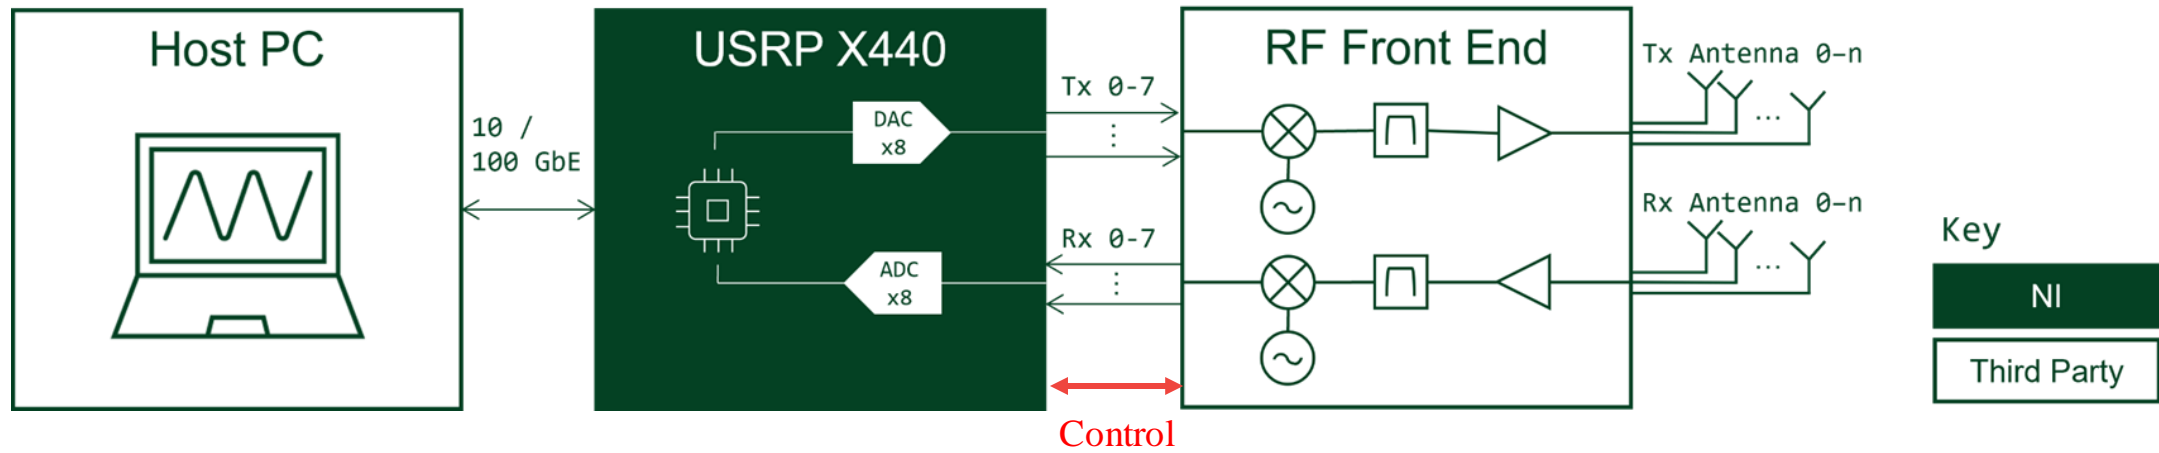 Host PC
10 /
100 GbE
USRP X440
DAC
x8
ADC
x8
Tx 0-7
Rx 0-7
Control
RF Front End
Tx Antenna 0–n
...
Rx Antenna 0–n
...
Key
NI
Third Party